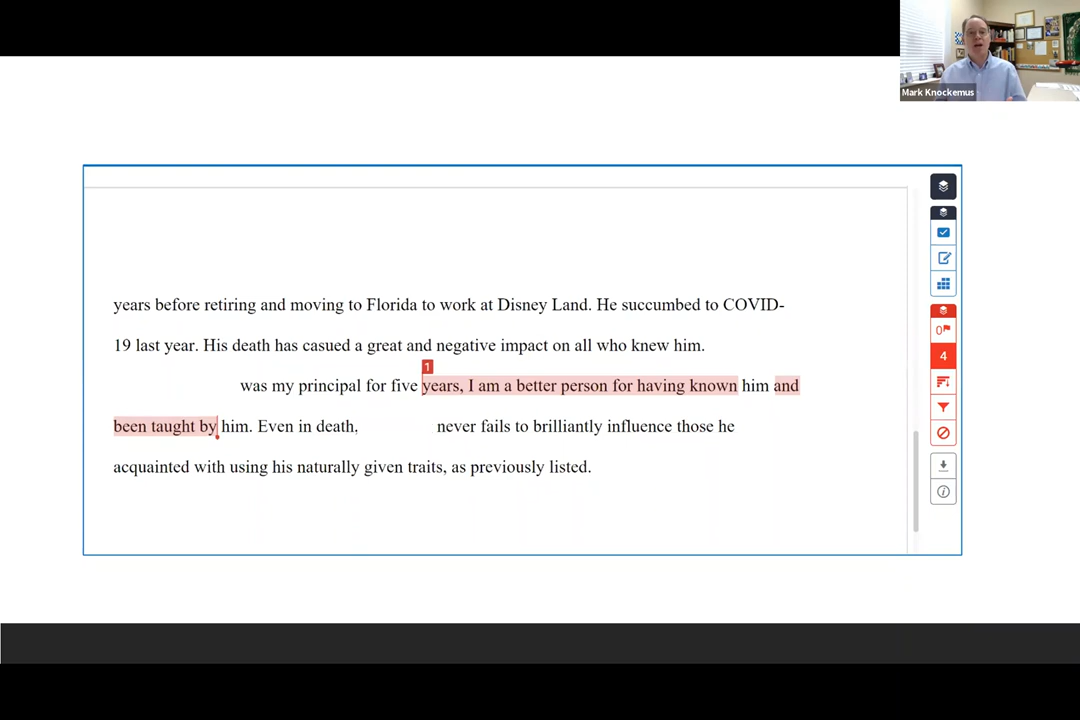 Mark Knockemus
years before retiring and moving to Florida to work at Disney Land. He succumbed to COVID-
19 last year. His death has casued a great and negative impact on all who knew him.
1
was my principal for five years, I am a better person for having known him and
been taught by him. Even in death, never fails to brilliantly influence those he
acquainted with using his naturally given traits, as previously listed.
0
4